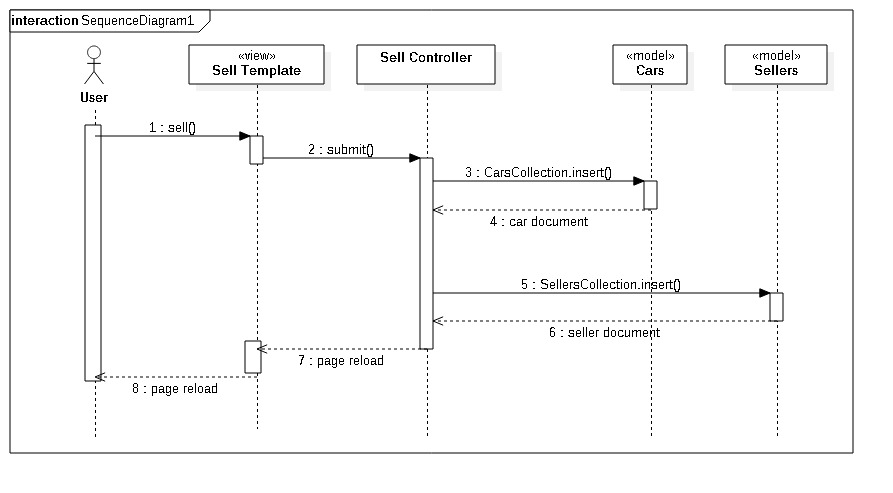 interaction SequenceDiagram1
User
«view»
Sell Template
Sell Controller
«model»
Cars
«model»
Sellers
1 : sell()
2 : submit()
3 : CarsCollection.insert()
4 : car document
5 : SellersCollection.insert()
6 : seller document
7 : page reload
8 : page reload